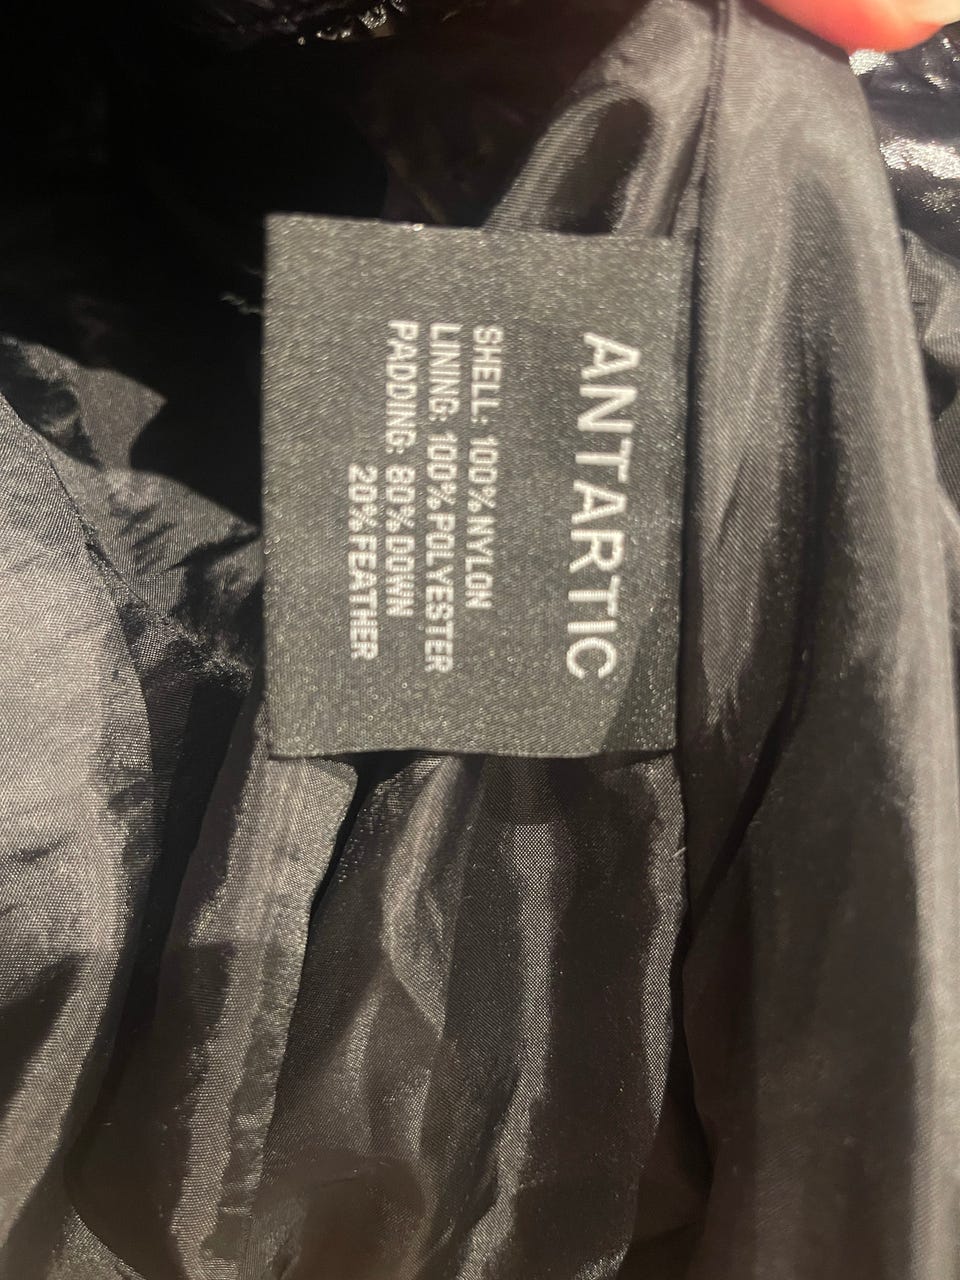 ANTARTIC
SHELL: 100%NYLON
LINING: 100%POLYESTER
PADDING: 80%DOWN
20%FEATHER